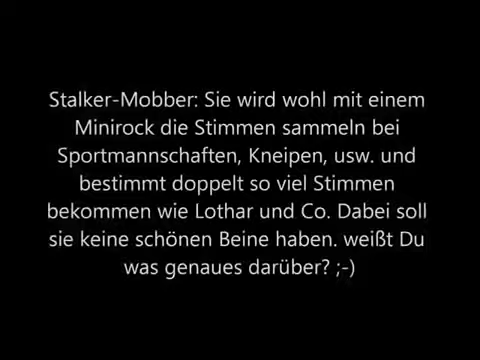 Stalker-Mobber: Sie wird wohl mit einem
Minirock die Stimmen sammeln bei
Sportmannschaften, Kneipen, usw. und
bestimmt doppelt so viel Stimmen
bekommen wie Lothar und Co. Dabei soll
sie keine schönen Beine haben. weißt Du
was genaues darüber? ;-)